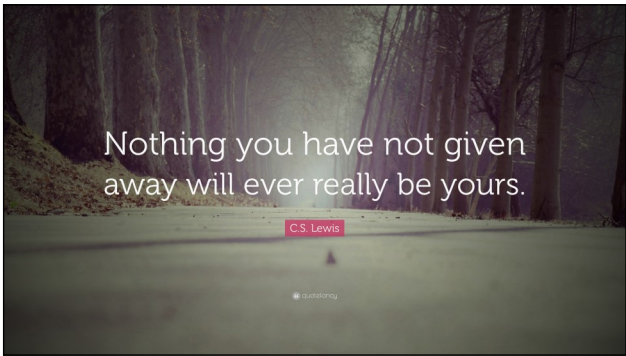 Nothing you have not given
away will ever really be yours.
C.S. Lewis
quotefancy